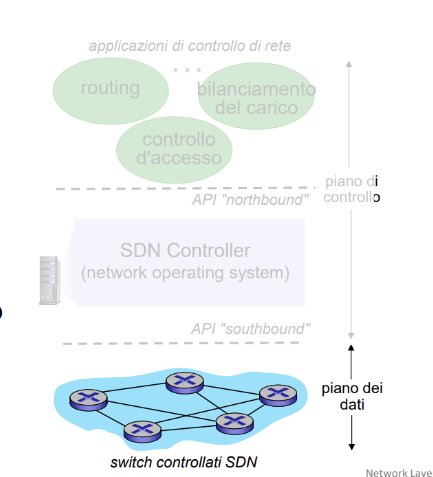 applicazioni di controllo di rete
routing
bilanciamento
del carico
controllo
d'accesso
piano di
controllo
API "northbound"
SDN Controller
(network operating system)
API "southbound"
piano dei
dati
switch controllati SDN
Network Laye